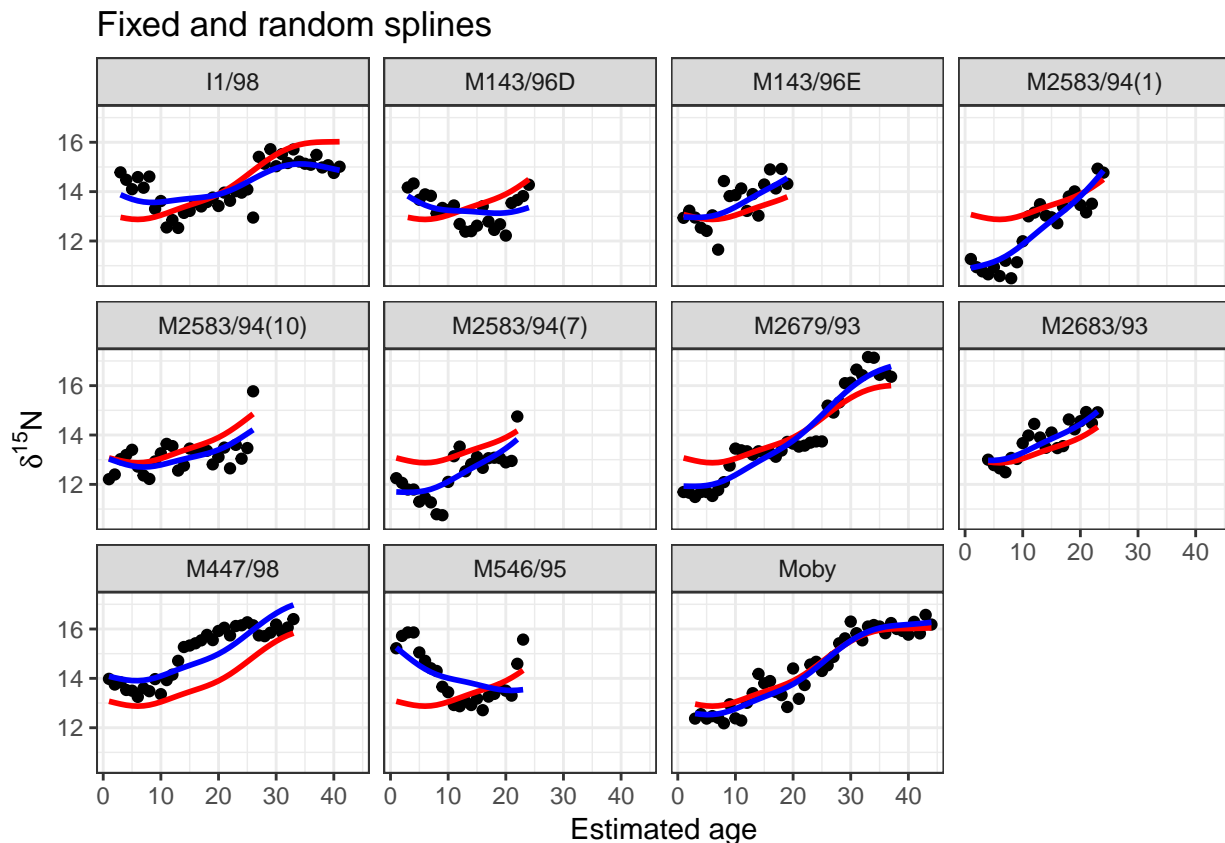 Fixed and random splines
I1/98 M143/96D M143/96E M2583/94(1)
16
14
12
M2583/94(10) M2583/94(7) M2679/93 M2683/93
16
14
12
0 10 20 30 40
M447/98 M546/95 Moby
16
14
12
0 10 20 30 40 0 10 20 30 40 0 10 20 30 40
δ¹⁵N
Estimated age